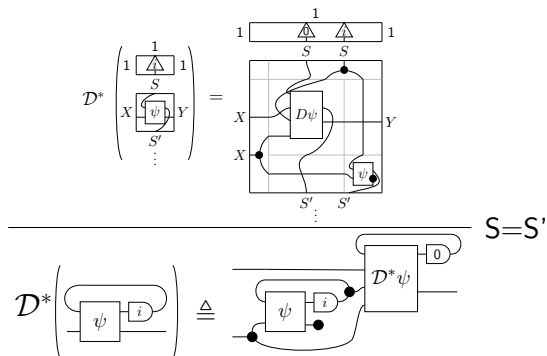 1 1
1 i 1 1 0 i 1
S S S
𝒟* ( X ψ Y ) = X Dψ Y
S′ X ψ
⋮ S′ S′
⋮
S=S'
𝒟* ( ψ i ) ≜ ψ i 𝒟*ψ 0